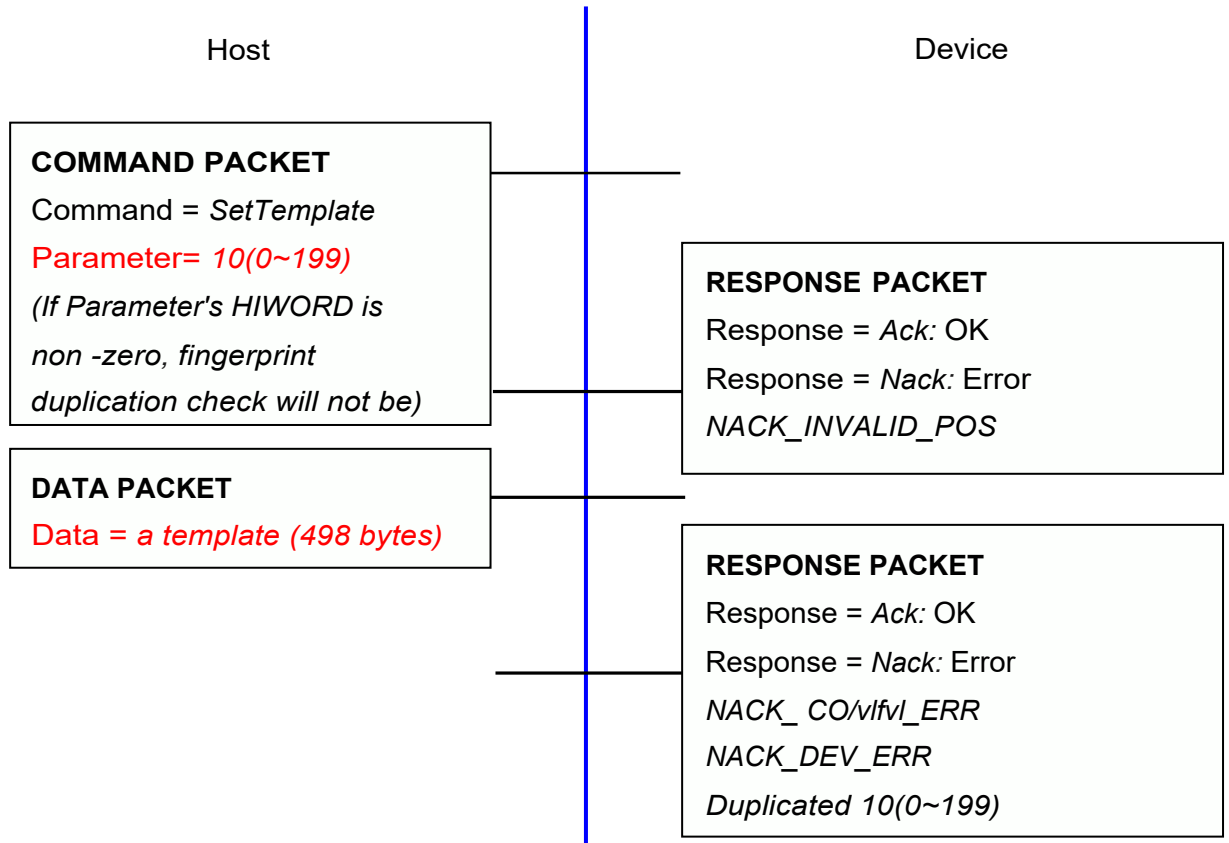 Host
Device
COMMAND PACKET
Command = SetTemplate
Parameter= 10(0~199)
(If Parameter's HIWORD is
non -zero, fingerprint
duplication check will not be)
RESPONSE PACKET
Response = Ack: OK
Response = Nack: Error
NACK_INVALID_POS
DATA PACKET
Data = a template (498 bytes)
RESPONSE PACKET
Response = Ack: OK
Response = Nack: Error
NACK_ CO/vlfvl_ERR
NACK_DEV_ERR
Duplicated 10(0~199)